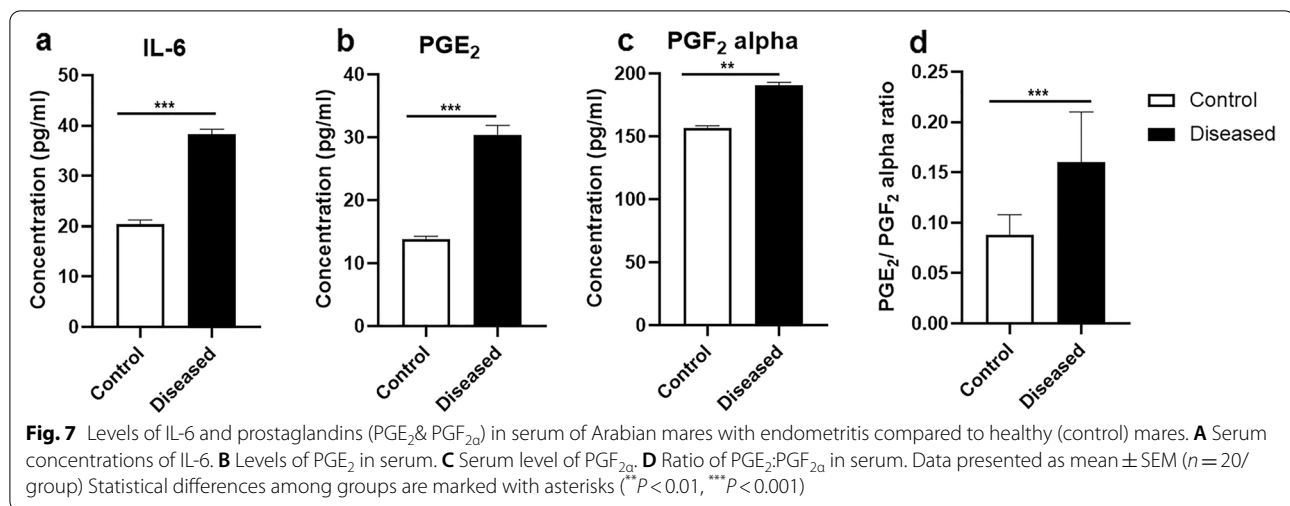 a
IL-6
Concentration (pg/ml)
50
40
30
20
10
0
***
Control
Diseased
b
PGE₂
Concentration (pg/ml)
40
30
20
10
0
***
Control
Diseased
c
PGF₂ alpha
Concentration (pg/ml)
200
150
100
50
0
**
Control
Diseased
d
PGE₂/ PGF₂ alpha ratio
0.25
0.20
0.15
0.10
0.05
0.00
***
Control
Diseased
Control
Diseased
Fig. 7 Levels of IL-6 and prostaglandins (PGE₂& PGF₂α) in serum of Arabian mares with endometritis compared to healthy (control) mares. A Serum
concentrations of IL-6. B Levels of PGE₂ in serum. C Serum level of PGF₂α. D Ratio of PGE₂:PGF₂α in serum. Data presented as mean ± SEM (n = 20/
group) Statistical differences among groups are marked with asterisks (**P < 0.01, ***P < 0.001)